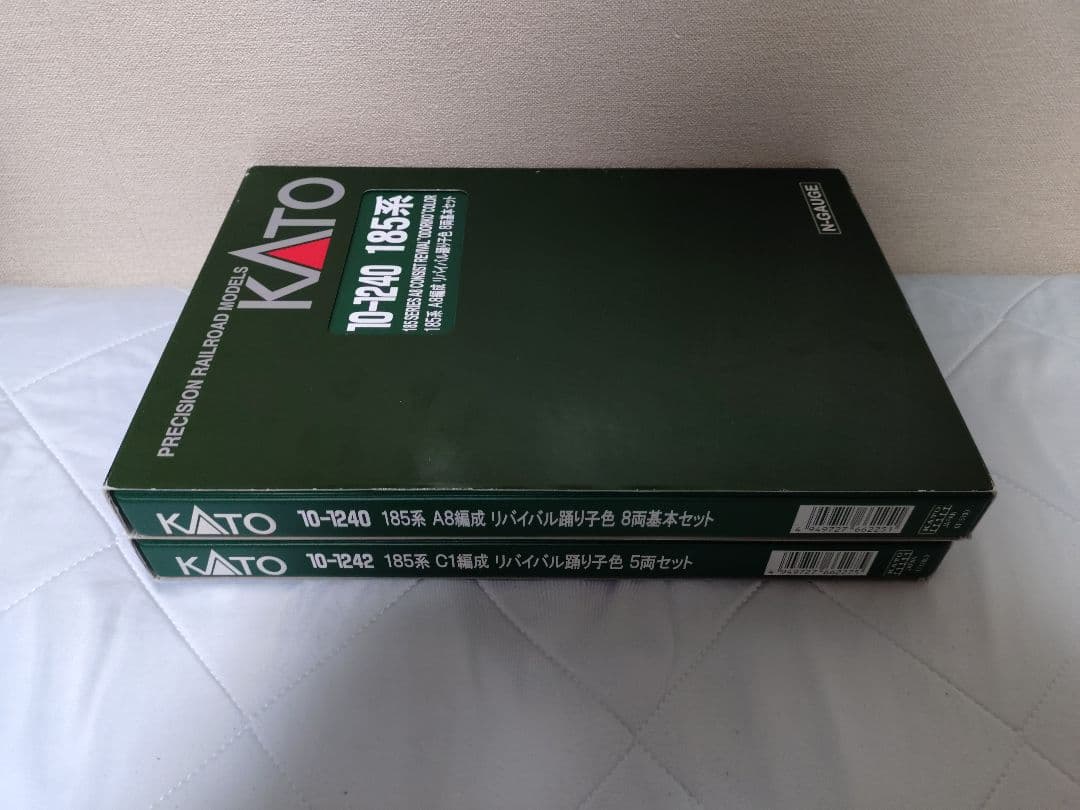 KATO
PRECISION RAILROAD MODELS
10-1240 185系
185 SERIES A8 CONSIST REVIVAL "ODORIKO" COLOR
185系 A8編成 リバイバル踊り子色 8両基本セット
N-GAUGE
KATO 10-1240 185系 A8編成 リバイバル踊り子色 8両基本セット
KATO 10-1242 185系 C1編成 リバイバル踊り子色 5両セット